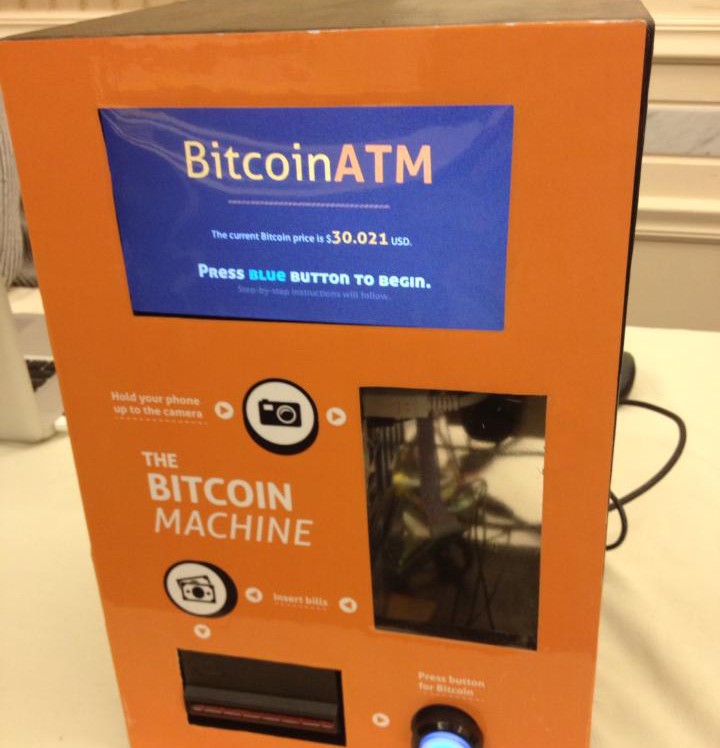 BitcoinATM
The current Bitcoin price is $30.021 USD.
PRESS BLUE BUTTON TO BEGIN.
Step-by-step instructions will follow.
Hold your phone
up to the camera
THE
BITCOIN
MACHINE
Insert bills
Press button
for Bitcoin